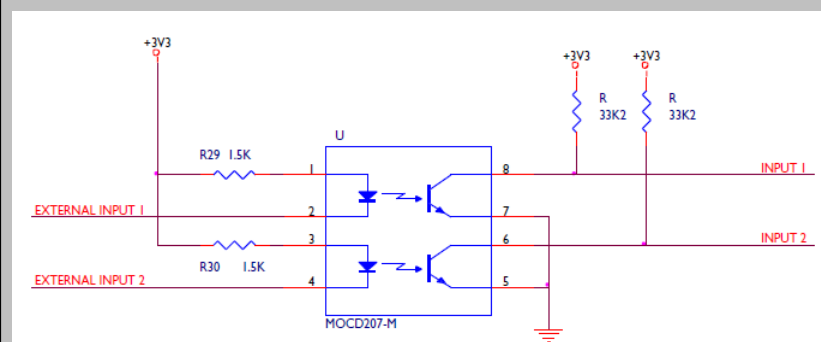 +3V3
+3V3
+3V3
R
33K2
R
33K2
U
R29 1.5K
1
8
INPUT 1
EXTERNAL INPUT 1
2
7
3
6
INPUT 2
R30 1.5K
EXTERNAL INPUT 2
4
5
MOCD207-M